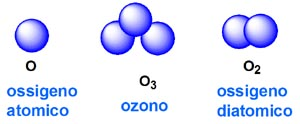 O
ossigeno
atomico
O3
ozono
O2
ossigeno
diatomico